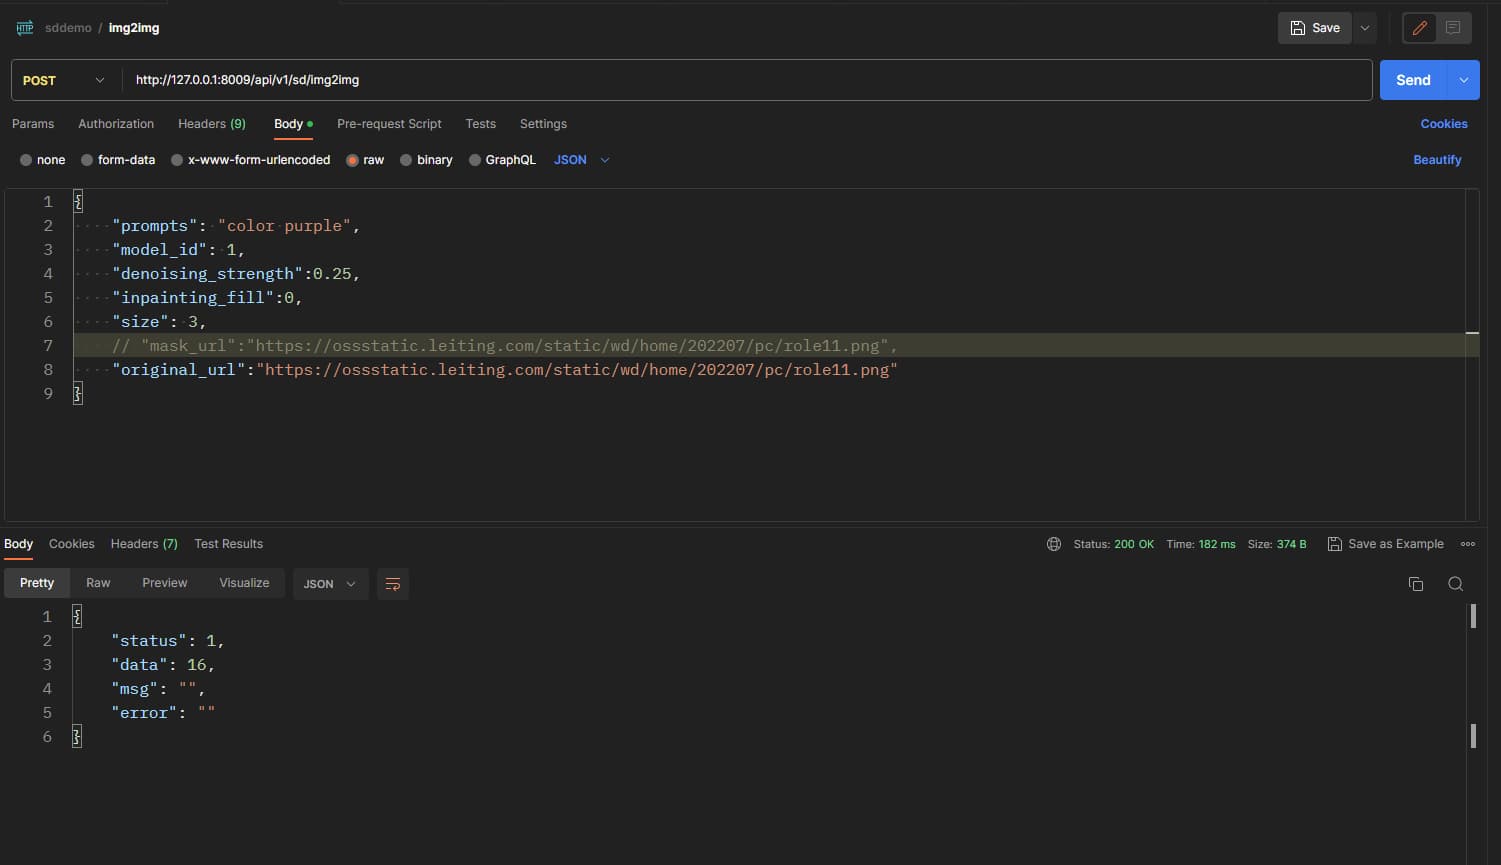 HTTP sddemo / img2img Save
POST http://127.0.0.1:8009/api/v1/sd/img2img Send
Params Authorization Headers (9) Body Pre-request Script Tests Settings Cookies
none form-data x-www-form-urlencoded raw binary GraphQL JSON Beautify
1 {
2 "prompts": "color purple",
3 "model_id": 1,
4 "denoising_strength":0.25,
5 "inpainting_fill":0,
6 "size": 3,
7 // "mask_url":"https://ossstatic.leiting.com/static/wd/home/202207/pc/role11.png",
8 "original_url":"https://ossstatic.leiting.com/static/wd/home/202207/pc/role11.png"
9 }
Body Cookies Headers (7) Test Results Status: 200 OK Time: 182 ms Size: 374 B Save as Example
Pretty Raw Preview Visualize JSON
1 {
2 "status": 1,
3 "data": 16,
4 "msg": "",
5 "error": ""
6 }